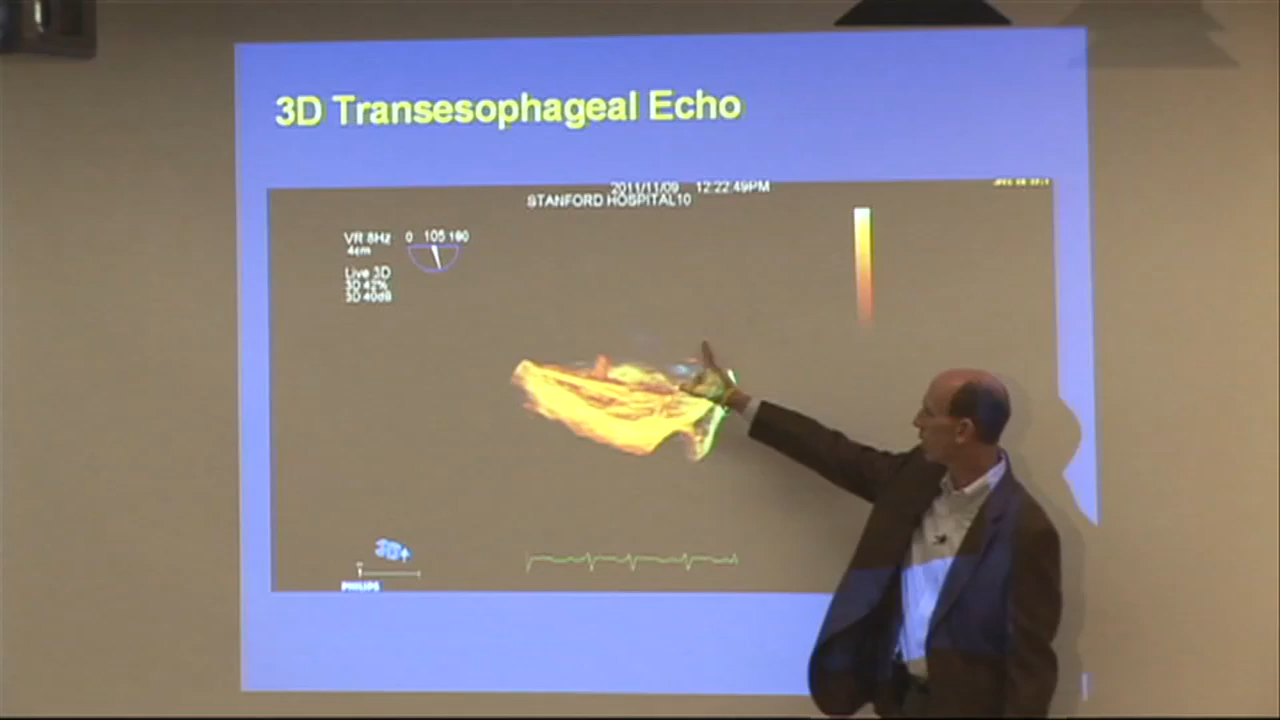 3D Transesophageal Echo
2011/11/09 12:22:49PM
STANFORD HOSPITAL10
VR 8Hz
4cm
0 105 180
Live 3D
3D 42%
3D 40dB
3D
PHILIPS